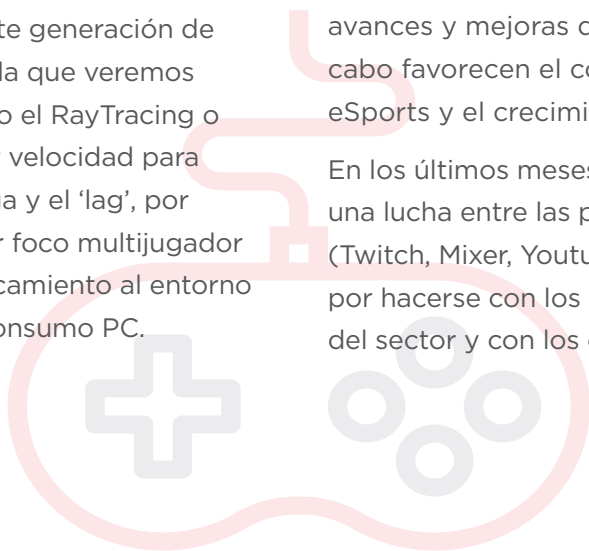 te generación de
la que veremos
o el RayTracing o
velocidad para
a y el ‘lag’, por
r foco multijugador
camiento al entorno
onsumo PC.
avances y mejoras
cabo favorecen el
eSports y el crecimi
En los últimos meses
una lucha entre las
(Twitch, Mixer, Youtu
por hacerse con los
del sector y con los